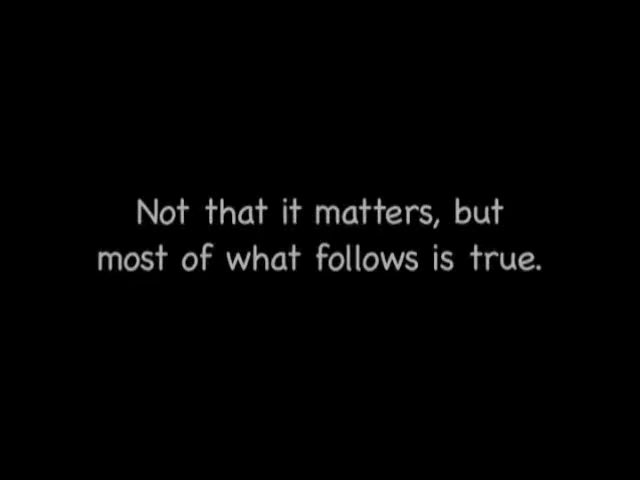 Not that it matters, but
most of what follows is true.